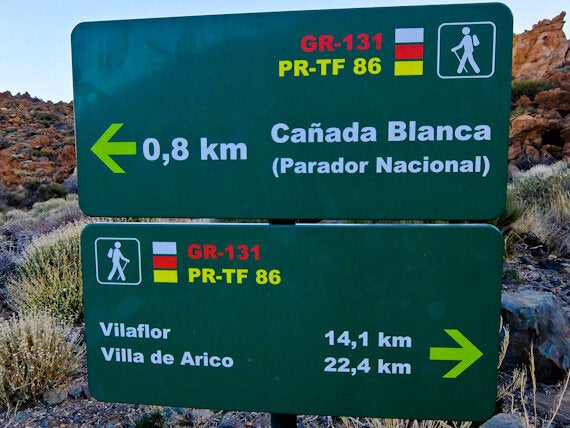 GR-131
PR-TF 86
0,8 km Cañada Blanca
(Parador Nacional)
GR-131
PR-TF 86
Vilaflor 14,1 km
Villa de Arico 22,4 km